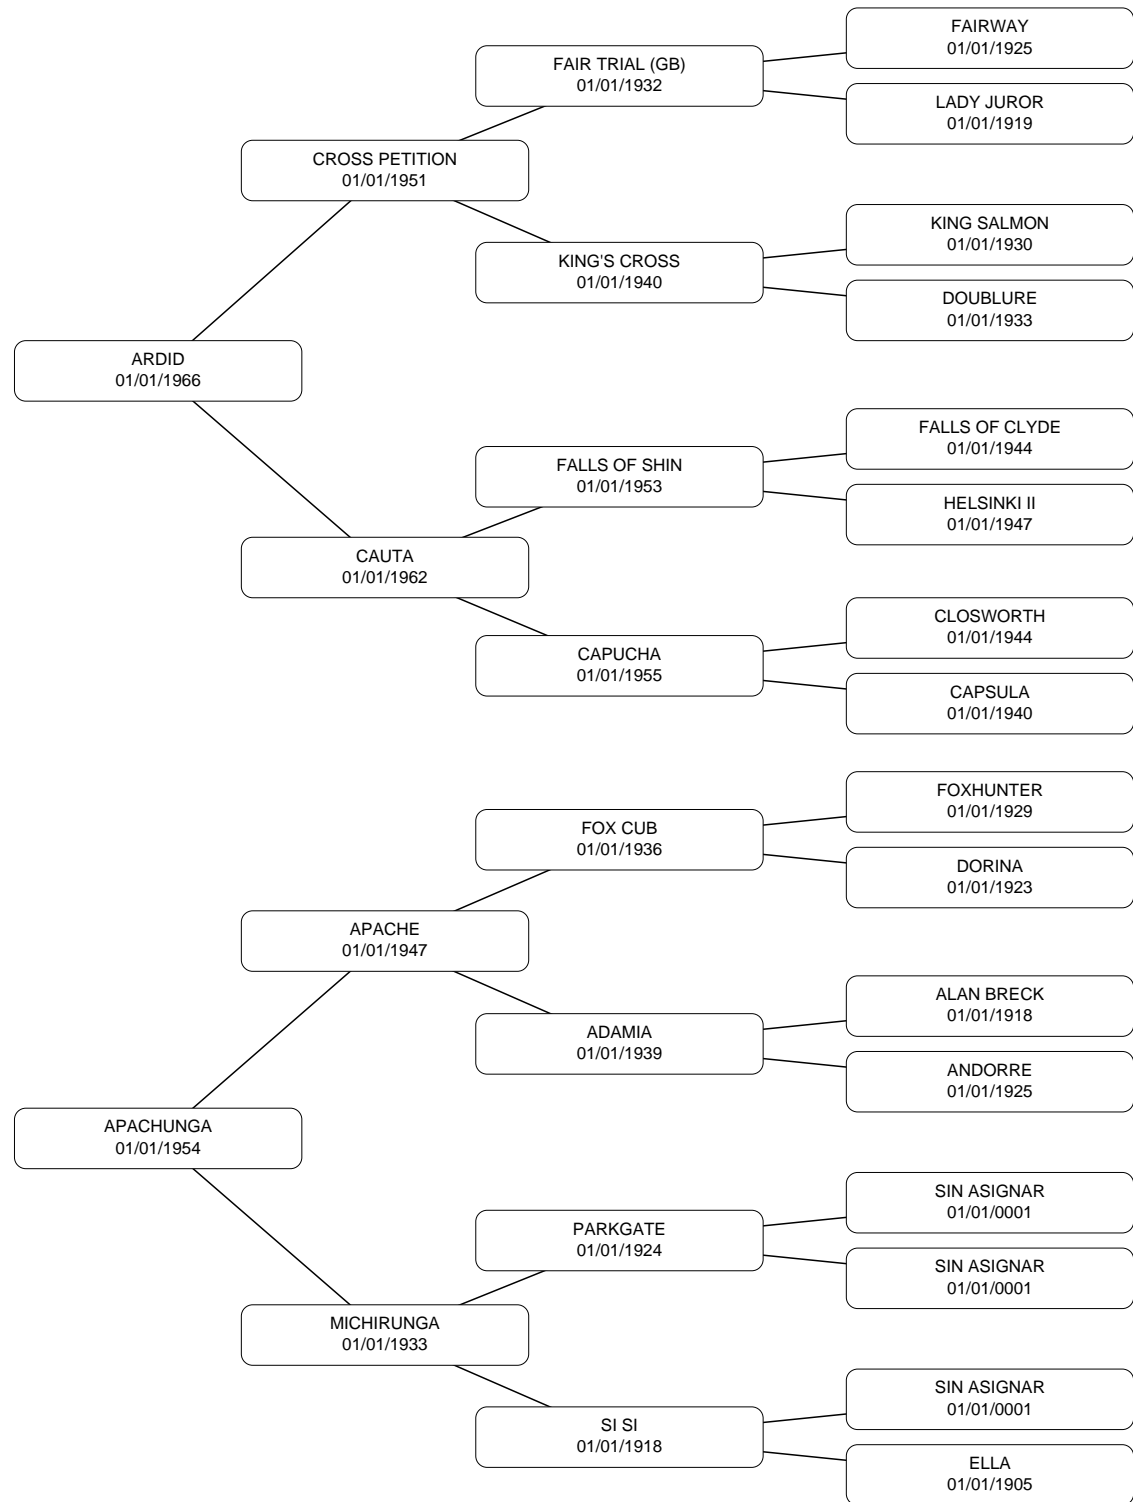 FAIRWAY
01/01/1925
FAIR TRIAL (GB)
01/01/1932
LADY JUROR
01/01/1919
CROSS PETITION
01/01/1951
KING SALMON
01/01/1930
KING'S CROSS
01/01/1940
DOUBLURE
01/01/1933
ARDID
01/01/1966
FALLS OF CLYDE
01/01/1944
FALLS OF SHIN
01/01/1953
HELSINKI II
01/01/1947
CAUTA
01/01/1962
CLOSWORTH
01/01/1944
CAPUCHA
01/01/1955
CAPSULA
01/01/1940
FOXHUNTER
01/01/1929
FOX CUB
01/01/1936
DORINA
01/01/1923
APACHE
01/01/1947
ALAN BRECK
01/01/1918
ADAMIA
01/01/1939
ANDORRE
01/01/1925
APACHUNGA
01/01/1954
SIN ASIGNAR
01/01/0001
PARKGATE
01/01/1924
SIN ASIGNAR
01/01/0001
MICHIRUNGA
01/01/1933
SIN ASIGNAR
01/01/0001
SI SI
01/01/1918
ELLA
01/01/1905